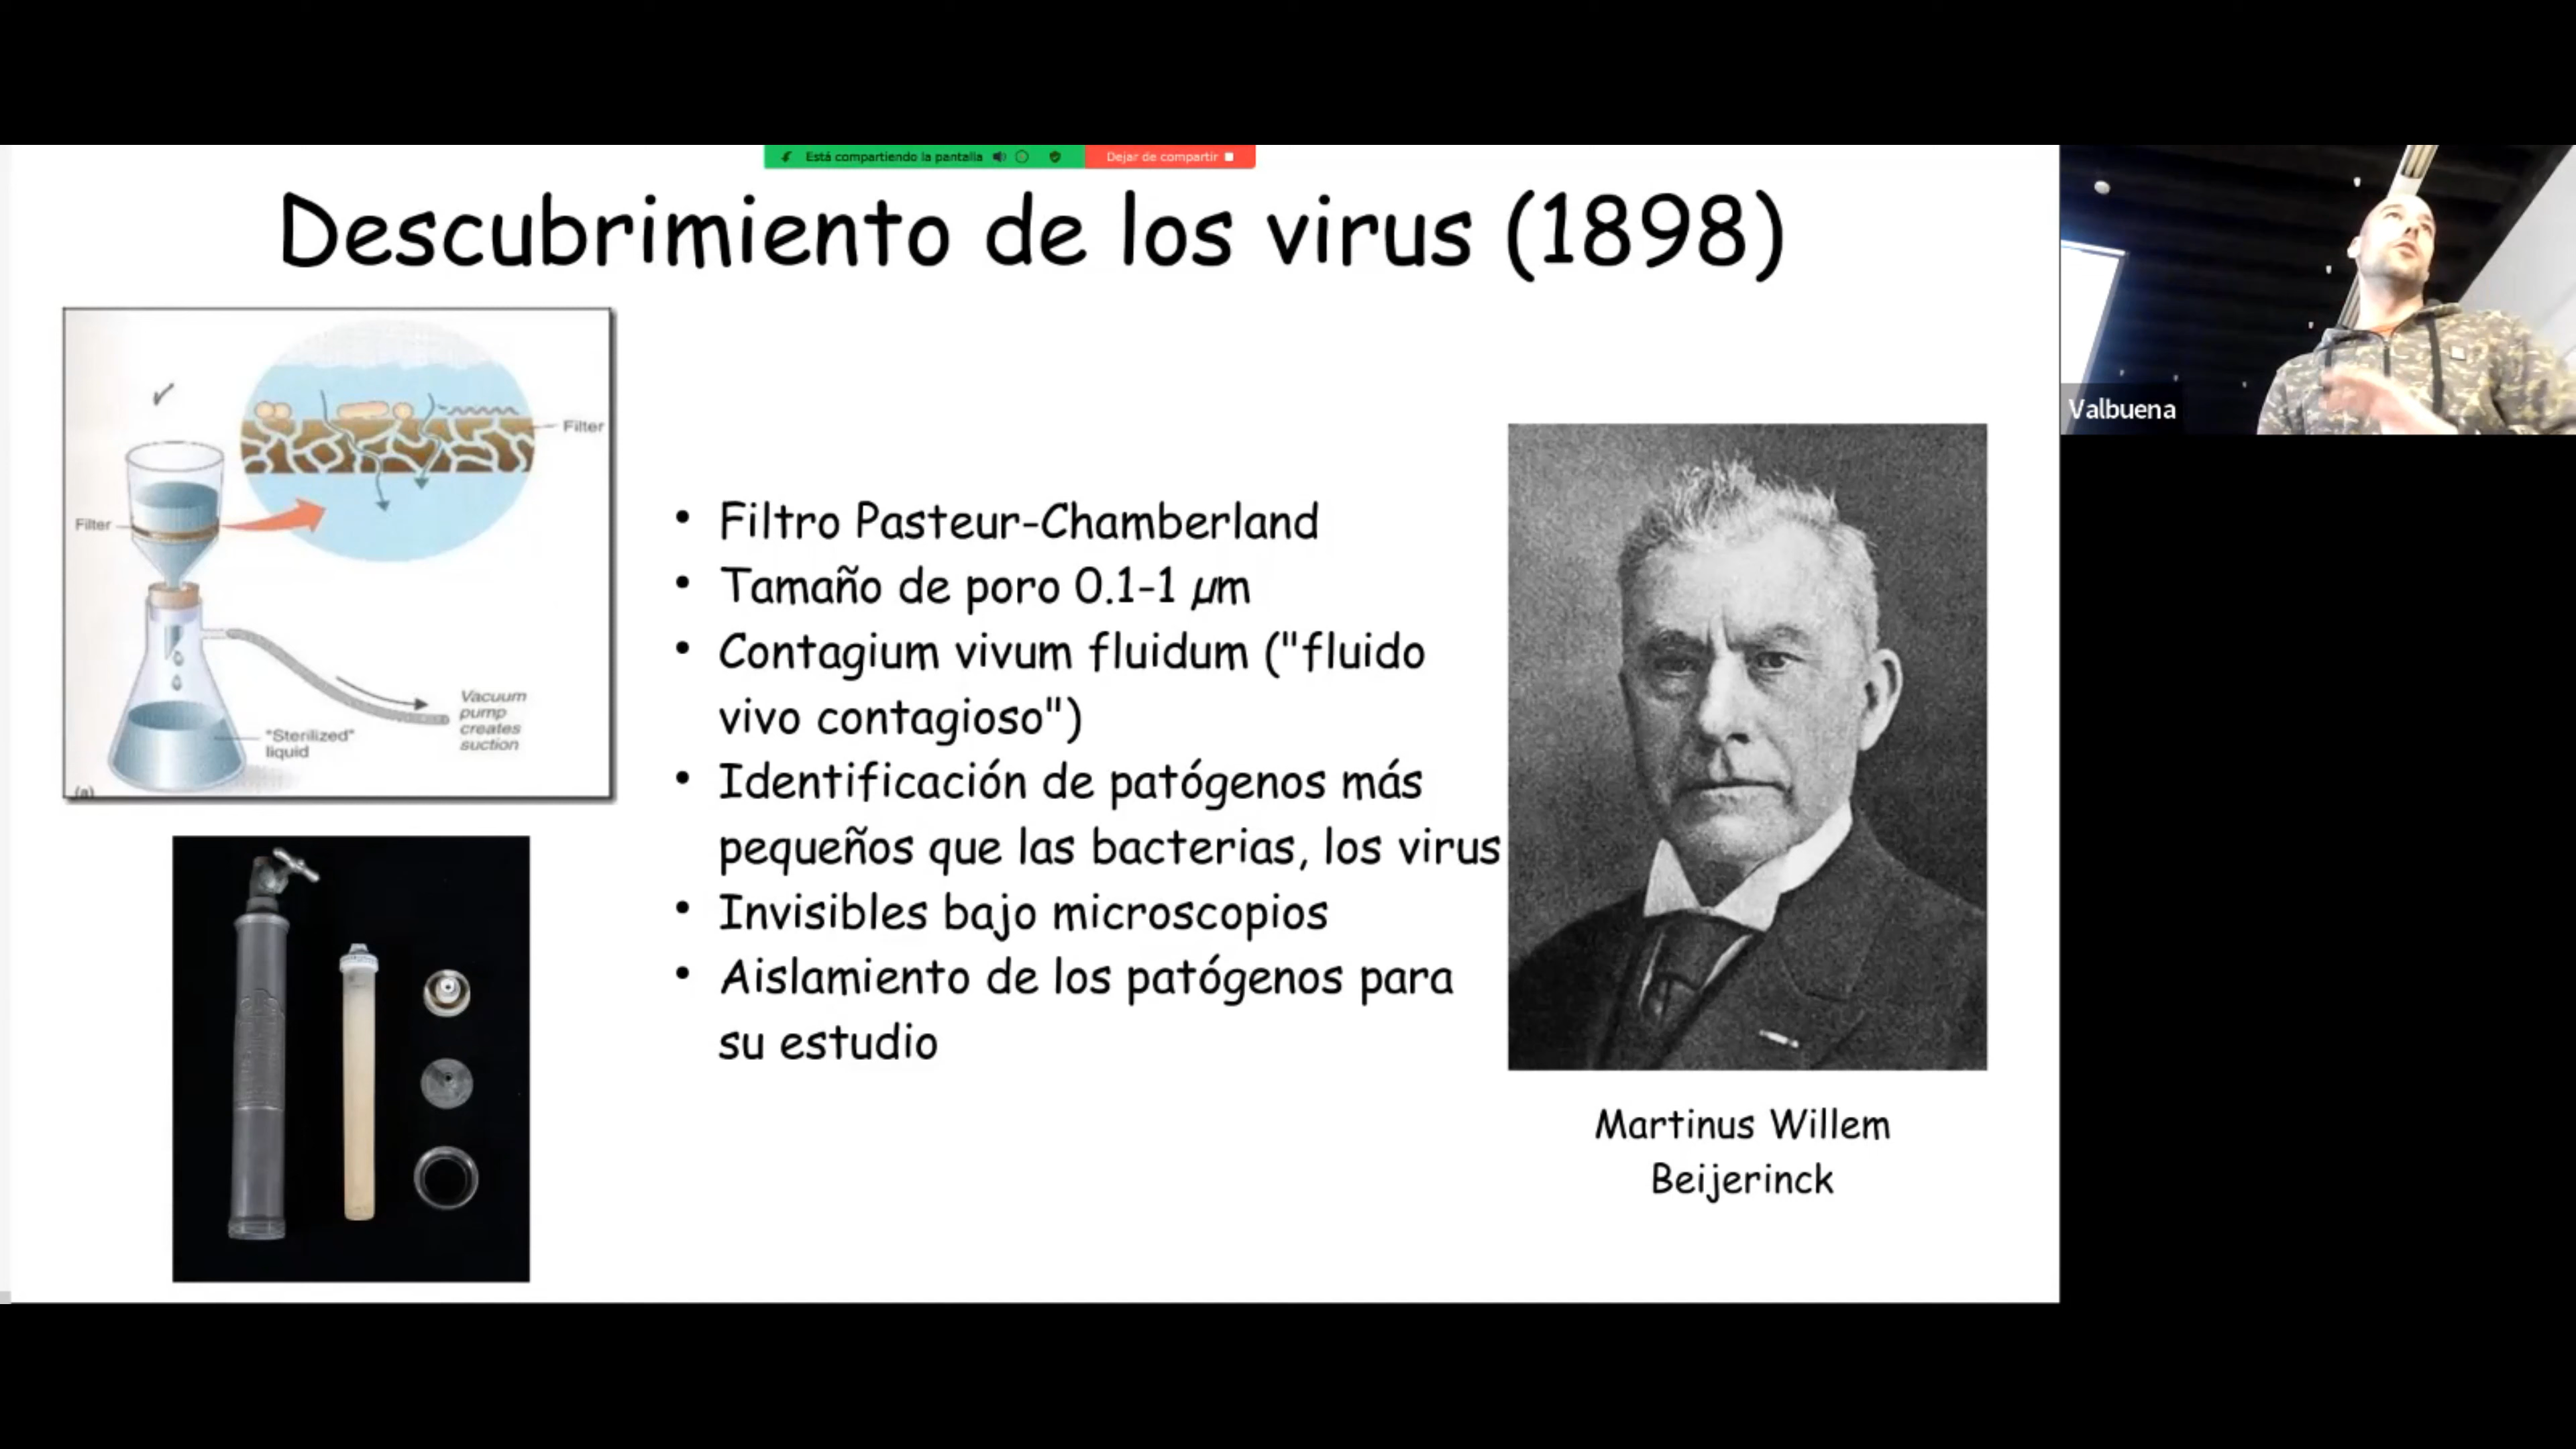 Está compartiendo la pantalla
Dejar de compartir
Descubrimiento de los virus (1898)
Filter
Filter
Vacuum
pump
creates
suction
"Sterilized"
liquid
(a)
• Filtro Pasteur-Chamberland
• Tamaño de poro 0.1-1 µm
• Contagium vivum fluidum ("fluido
vivo contagioso")
• Identificación de patógenos más
pequeños que las bacterias, los virus
• Invisibles bajo microscopios
• Aislamiento de los patógenos para
su estudio
Martinus Willem
Beijerinck
Valbuena